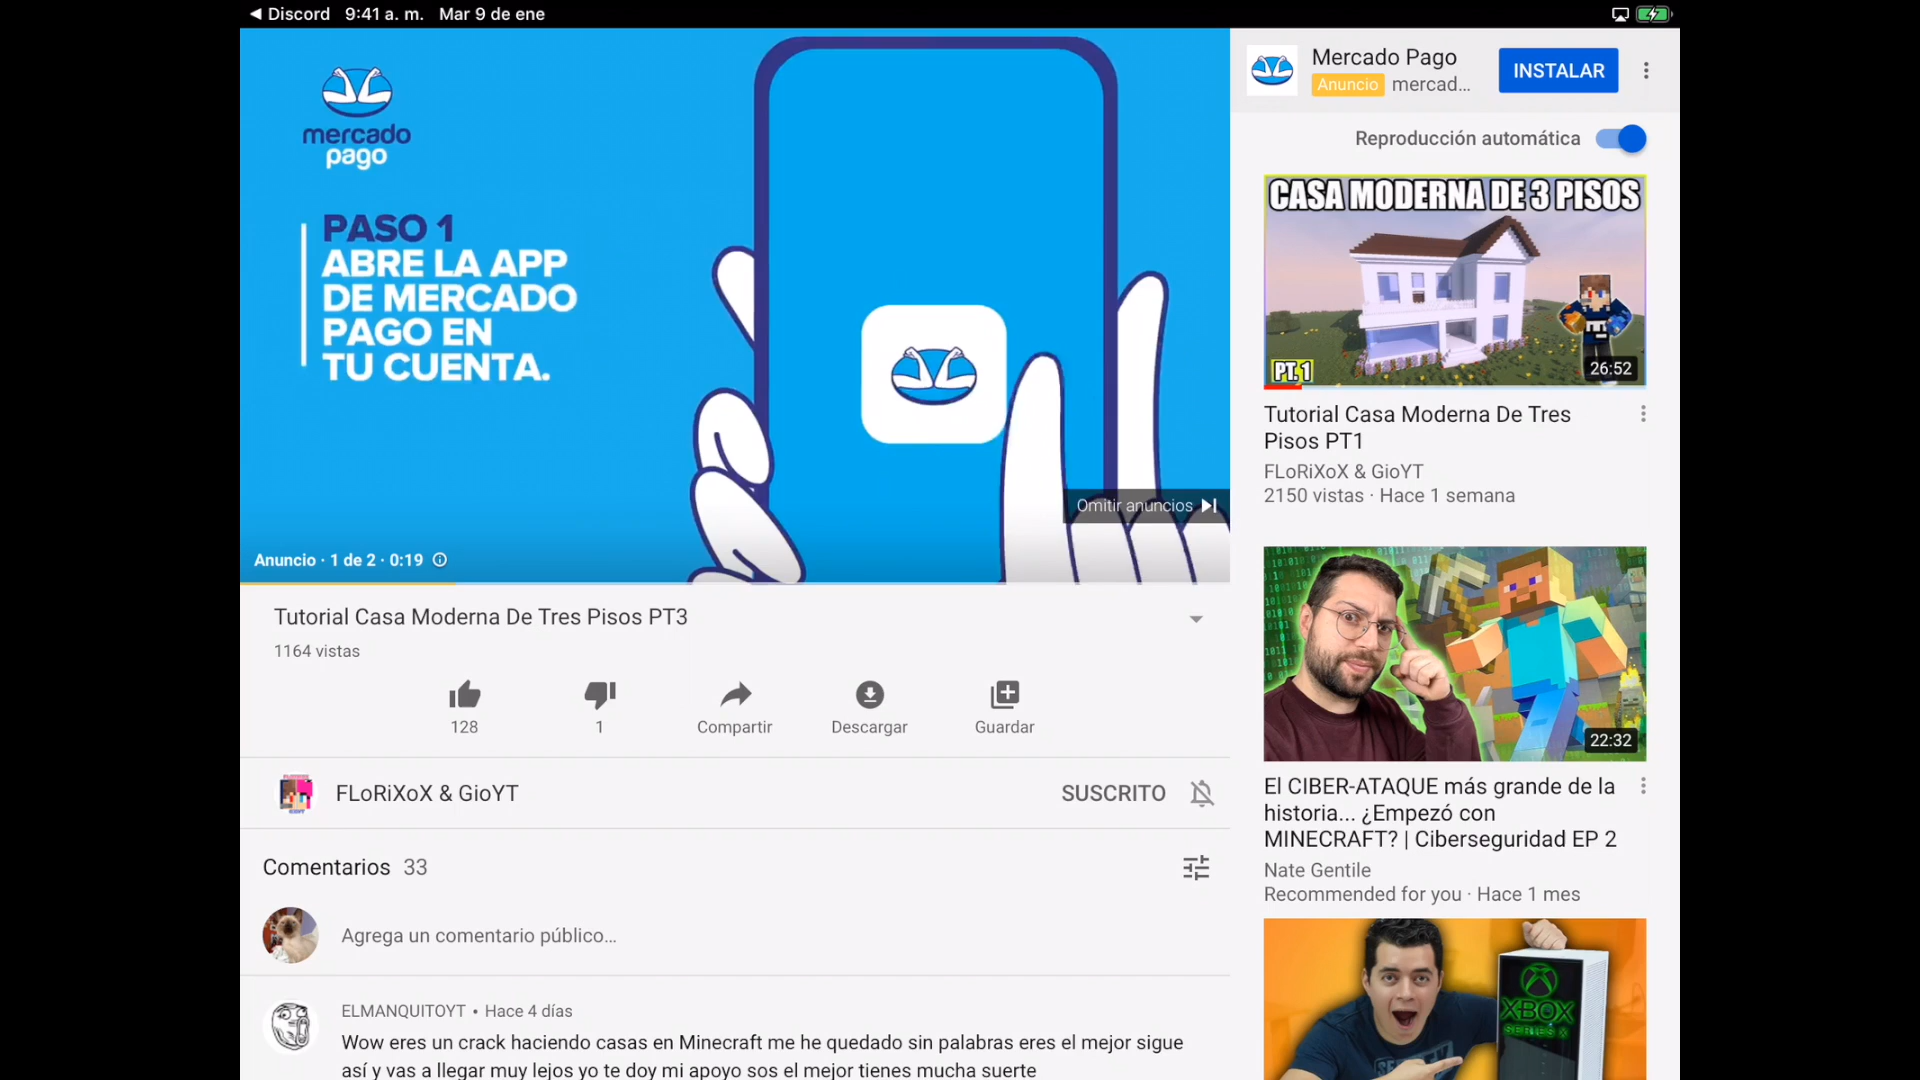 Discord 9:41 a. m. Mar 9 de ene
mercado
pago
PASO 1
ABRE LA APP
DE MERCADO
PAGO EN
TU CUENTA.
Omitir anuncios
Anuncio · 1 de 2 · 0:19
Tutorial Casa Moderna De Tres Pisos PT3
1164 vistas
128
1
Compartir
Descargar
Guardar
FLoRiXoX & GioYT
SUSCRITO
Comentarios 33
Agrega un comentario público...
ELMANQUITOYT • Hace 4 días
Wow eres un crack haciendo casas en Minecraft me he quedado sin palabras eres el mejor sigue
así y vas a llegar muy lejos yo te doy mi apoyo sos el mejor tienes mucha suerte
Mercado Pago
Anuncio mercad...
INSTALAR
Reproducción automática
CASA MODERNA DE 3 PISOS
PT. 1
26:52
Tutorial Casa Moderna De Tres
Pisos PT1
FLoRiXoX & GioYT
2150 vistas · Hace 1 semana
22:32
El CIBER-ATAQUE más grande de la
historia... ¿Empezó con
MINECRAFT? | Ciberseguridad EP 2
Nate Gentile
Recommended for you · Hace 1 mes
XBOX
SERIES X